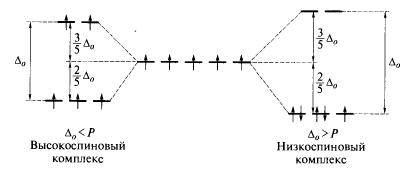 Δₒ
3/5 Δₒ
2/5 Δₒ
3/5 Δₒ
2/5 Δₒ
Δₒ
Δₒ < P
Высокоспиновый
комплекс
Δₒ > P
Низкоспиновый
комплекс